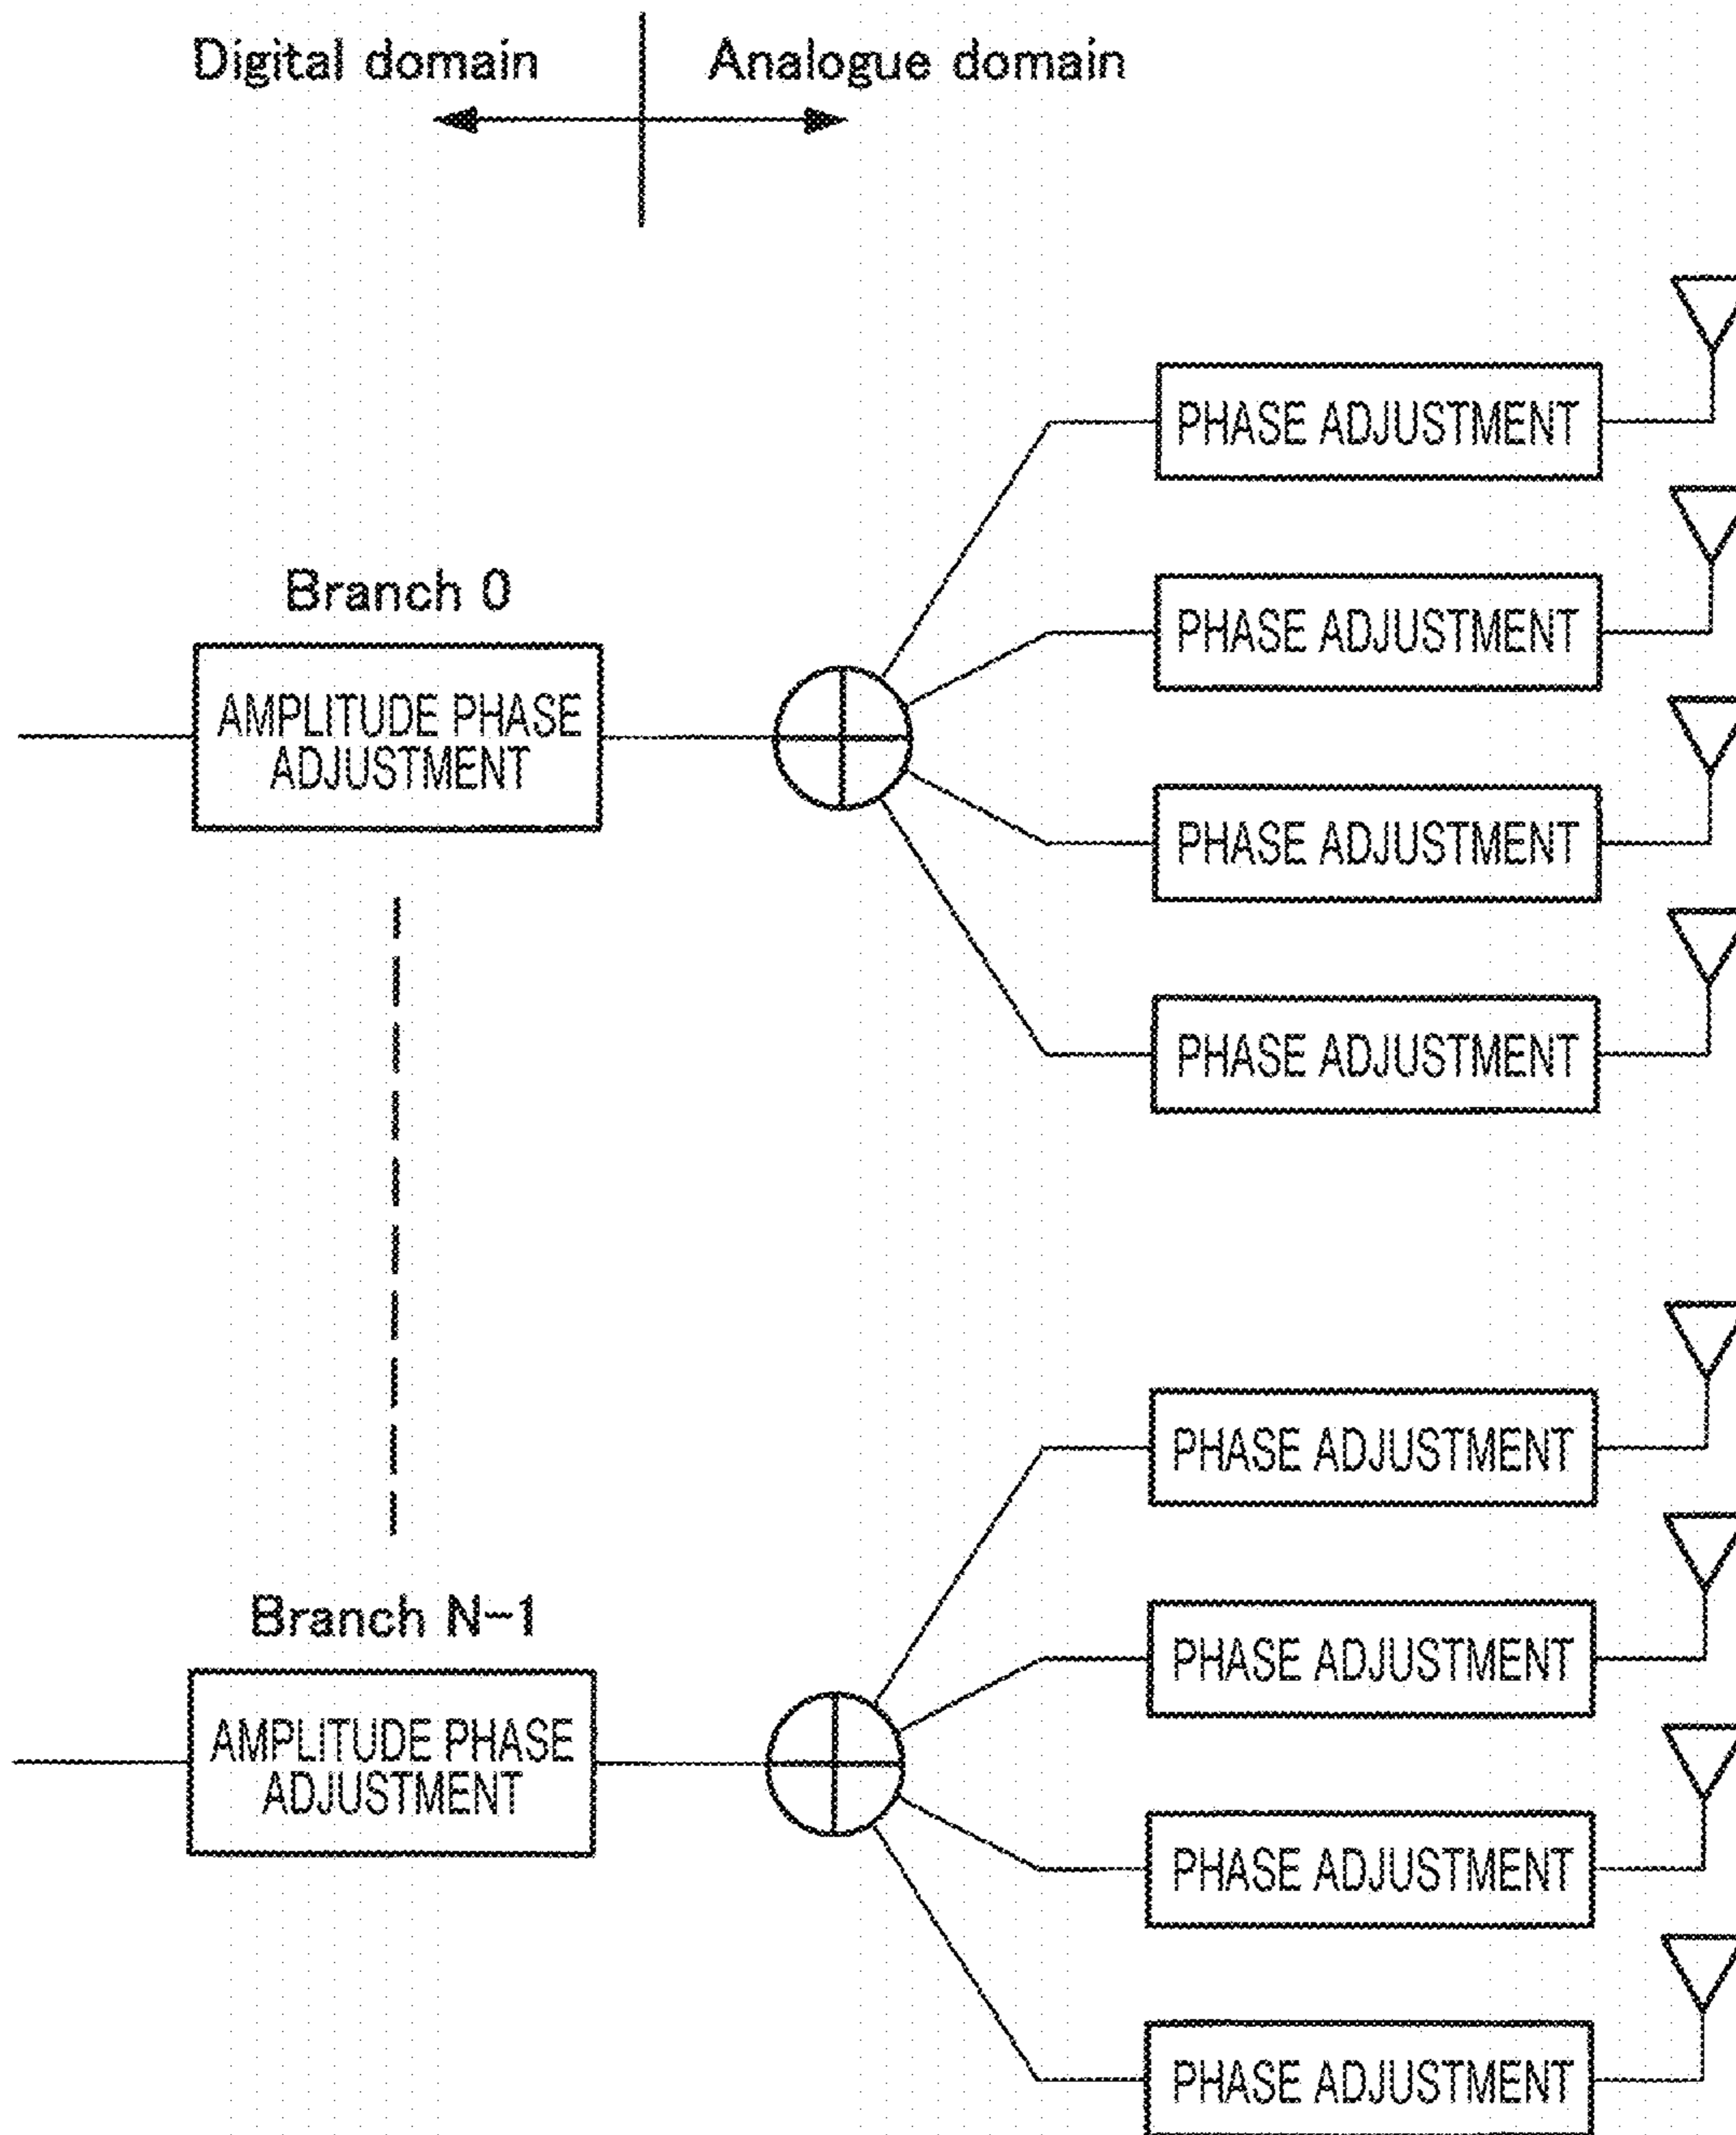 Digital domain
Analogue domain
PHASE ADJUSTMENT
PHASE ADJUSTMENT
Branch 0
AMPLITUDE PHASE
ADJUSTMENT
PHASE ADJUSTMENT
PHASE ADJUSTMENT
PHASE ADJUSTMENT
Branch N-1
PHASE ADJUSTMENT
AMPLITUDE PHASE
ADJUSTMENT
PHASE ADJUSTMENT
PHASE ADJUSTMENT